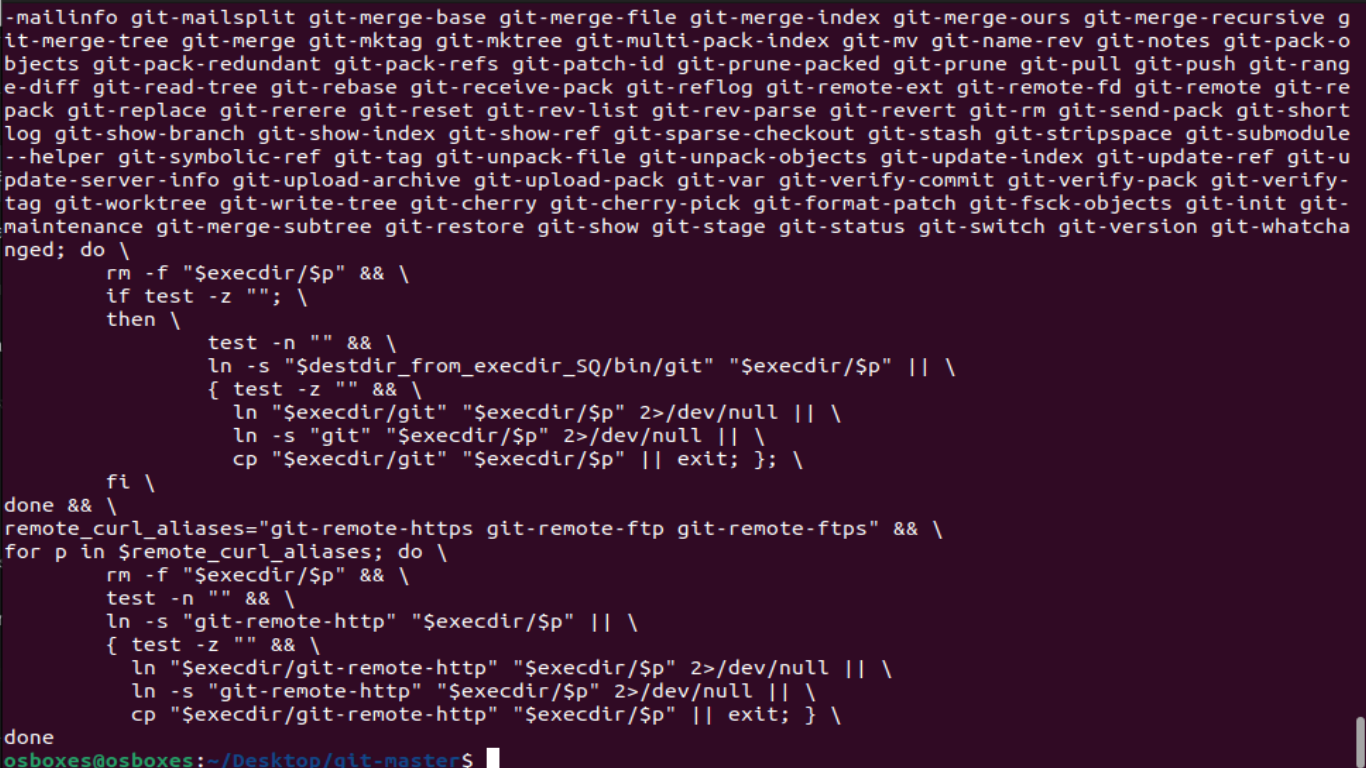 -mailinfo git-mailsplit git-merge-base git-merge-file git-merge-index git-merge-ours git-merge-recursive g
it-merge-tree git-merge git-mktag git-mktree git-multi-pack-index git-mv git-name-rev git-notes git-pack-o
bjects git-pack-redundant git-pack-refs git-patch-id git-prune-packed git-prune git-pull git-push git-rang
e-diff git-read-tree git-rebase git-receive-pack git-reflog git-remote-ext git-remote-fd git-remote git-re
pack git-replace git-rerere git-reset git-rev-list git-rev-parse git-revert git-rm git-send-pack git-short
log git-show-branch git-show-index git-show-ref git-sparse-checkout git-stash git-stripspace git-submodule
--helper git-symbolic-ref git-tag git-unpack-file git-unpack-objects git-update-index git-update-ref git-u
pdate-server-info git-upload-archive git-upload-pack git-var git-verify-commit git-verify-pack git-verify-
tag git-worktree git-write-tree git-cherry git-cherry-pick git-format-patch git-fsck-objects git-init git-
maintenance git-merge-subtree git-restore git-show git-stage git-status git-switch git-version git-whatcha
nged; do \
        rm -f "$execdir/$p" && \
        if test -z ""; \
        then \
                test -n "" && \
                ln -s "$destdir_from_execdir_SQ/bin/git" "$execdir/$p" || \
                { test -z "" && \
                  ln "$execdir/git" "$execdir/$p" 2>/dev/null || \
                  ln -s "git" "$execdir/$p" 2>/dev/null || \
                  cp "$execdir/git" "$execdir/$p" || exit; }; \
        fi \
done && \
remote_curl_aliases="git-remote-https git-remote-ftp git-remote-ftps" && \
for p in $remote_curl_aliases; do \
        rm -f "$execdir/$p" && \
        test -n "" && \
        ln -s "git-remote-http" "$execdir/$p" || \
        { test -z "" && \
          ln "$execdir/git-remote-http" "$execdir/$p" 2>/dev/null || \
          ln -s "git-remote-http" "$execdir/$p" 2>/dev/null || \
          cp "$execdir/git-remote-http" "$execdir/$p" || exit; } \
done
osboxes@osboxes:~/Desktop/git-master$